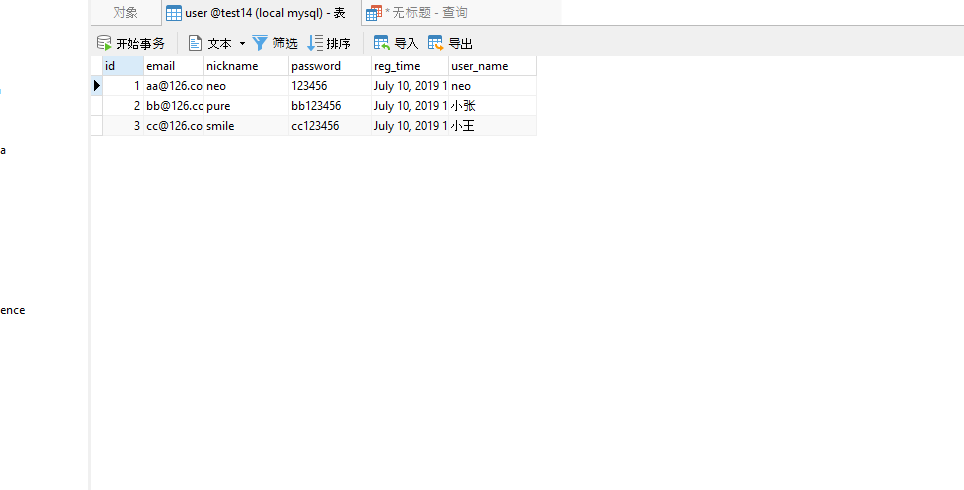 对象 user @test14 (local mysql) - 表 * 无标题 - 查询
开始事务 文本 筛选 排序 导入 导出
id email nickname password reg_time user_name
1 aa@126.co neo 123456 July 10, 2019 1 neo
2 bb@126.cc pure bb123456 July 10, 2019 1 小张
3 cc@126.co smile cc123456 July 10, 2019 1 小王
a
ence